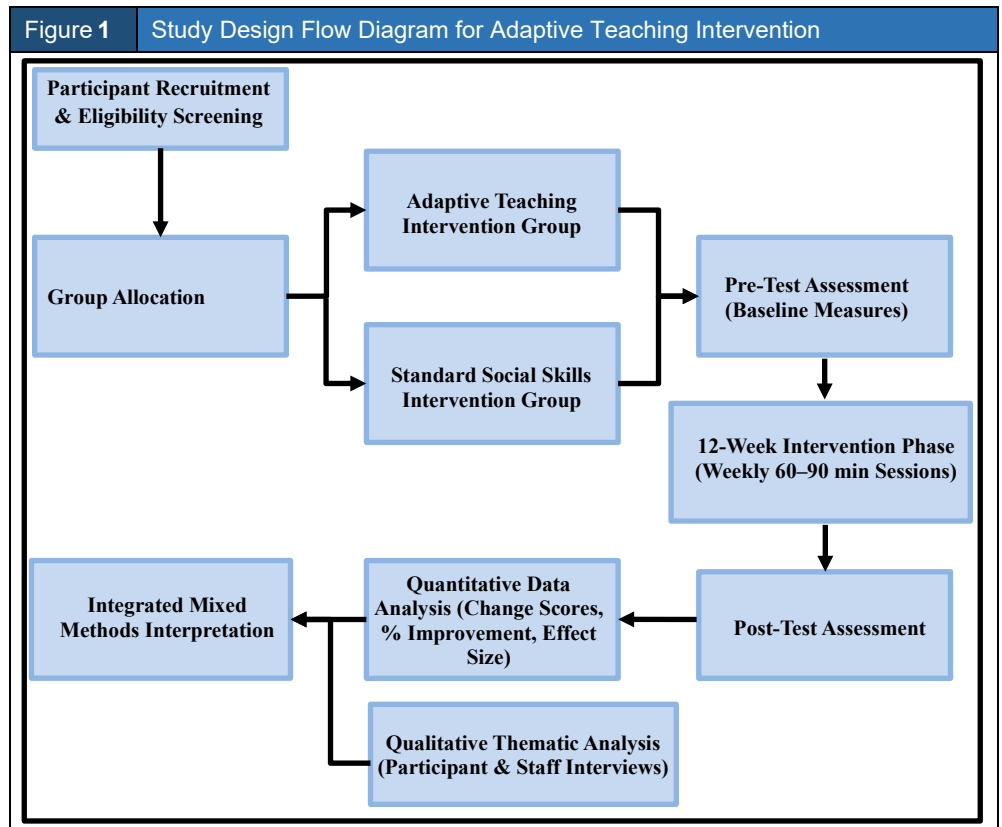 Figure 1 Study Design Flow Diagram for Adaptive Teaching Intervention
Participant Recruitment
& Eligibility Screening
Group Allocation
Adaptive Teaching
Intervention Group
Standard Social Skills
Intervention Group
Pre-Test Assessment
(Baseline Measures)
12-Week Intervention Phase
(Weekly 60–90 min Sessions)
Post-Test Assessment
Quantitative Data
Analysis (Change Scores,
% Improvement, Effect
Size)
Qualitative Thematic Analysis
(Participant & Staff Interviews)
Integrated Mixed
Methods Interpretation